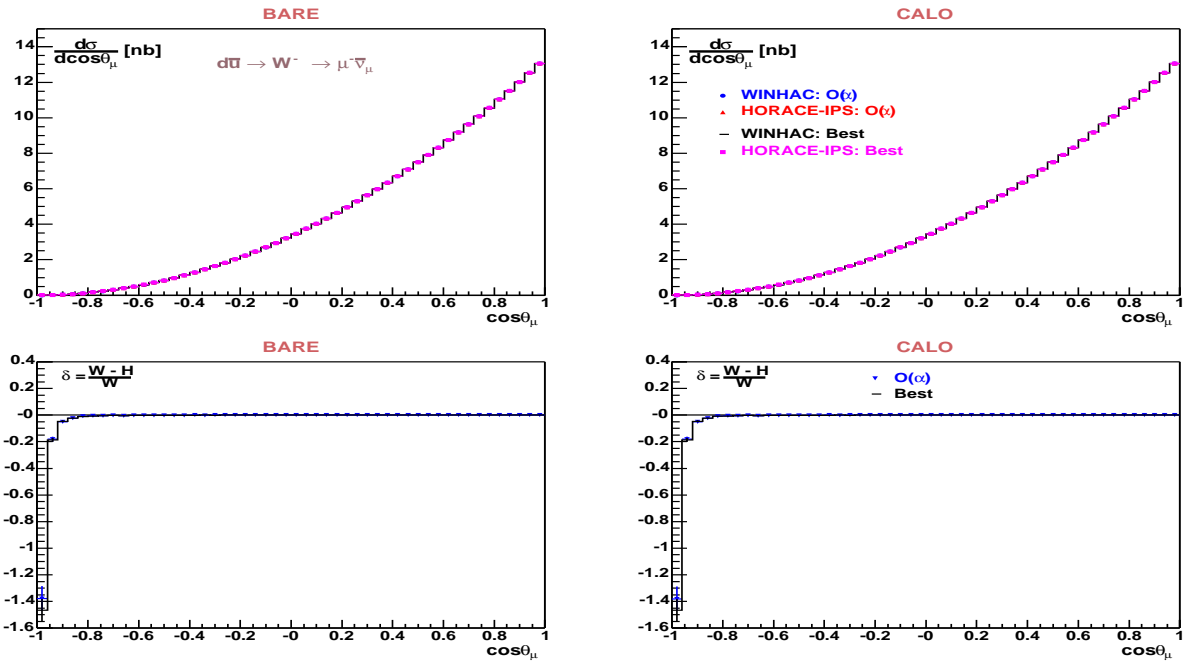 BARE
dσ/dcosθμ [nb]
dū → W⁻ → μ⁻ν̄μ
14
12
10
8
6
4
2
0
-1 -0.8 -0.6 -0.4 -0.2 -0 0.2 0.4 0.6 0.8 1
cosθμ
CALO
dσ/dcosθμ [nb]
WINHAC: O(α)
HORACE-IPS: O(α)
WINHAC: Best
HORACE-IPS: Best
14
12
10
8
6
4
2
0
-1 -0.8 -0.6 -0.4 -0.2 -0 0.2 0.4 0.6 0.8 1
cosθμ
BARE
δ = W - H / W
0.4
0.2
-0
-0.2
-0.4
-0.6
-0.8
-1
-1.2
-1.4
-1.6
-1 -0.8 -0.6 -0.4 -0.2 -0 0.2 0.4 0.6 0.8 1
cosθμ
CALO
δ = W - H / W
O(α)
Best
0.4
0.2
-0
-0.2
-0.4
-0.6
-0.8
-1
-1.2
-1.4
-1.6
-1 -0.8 -0.6 -0.4 -0.2 -0 0.2 0.4 0.6 0.8 1
cosθμ